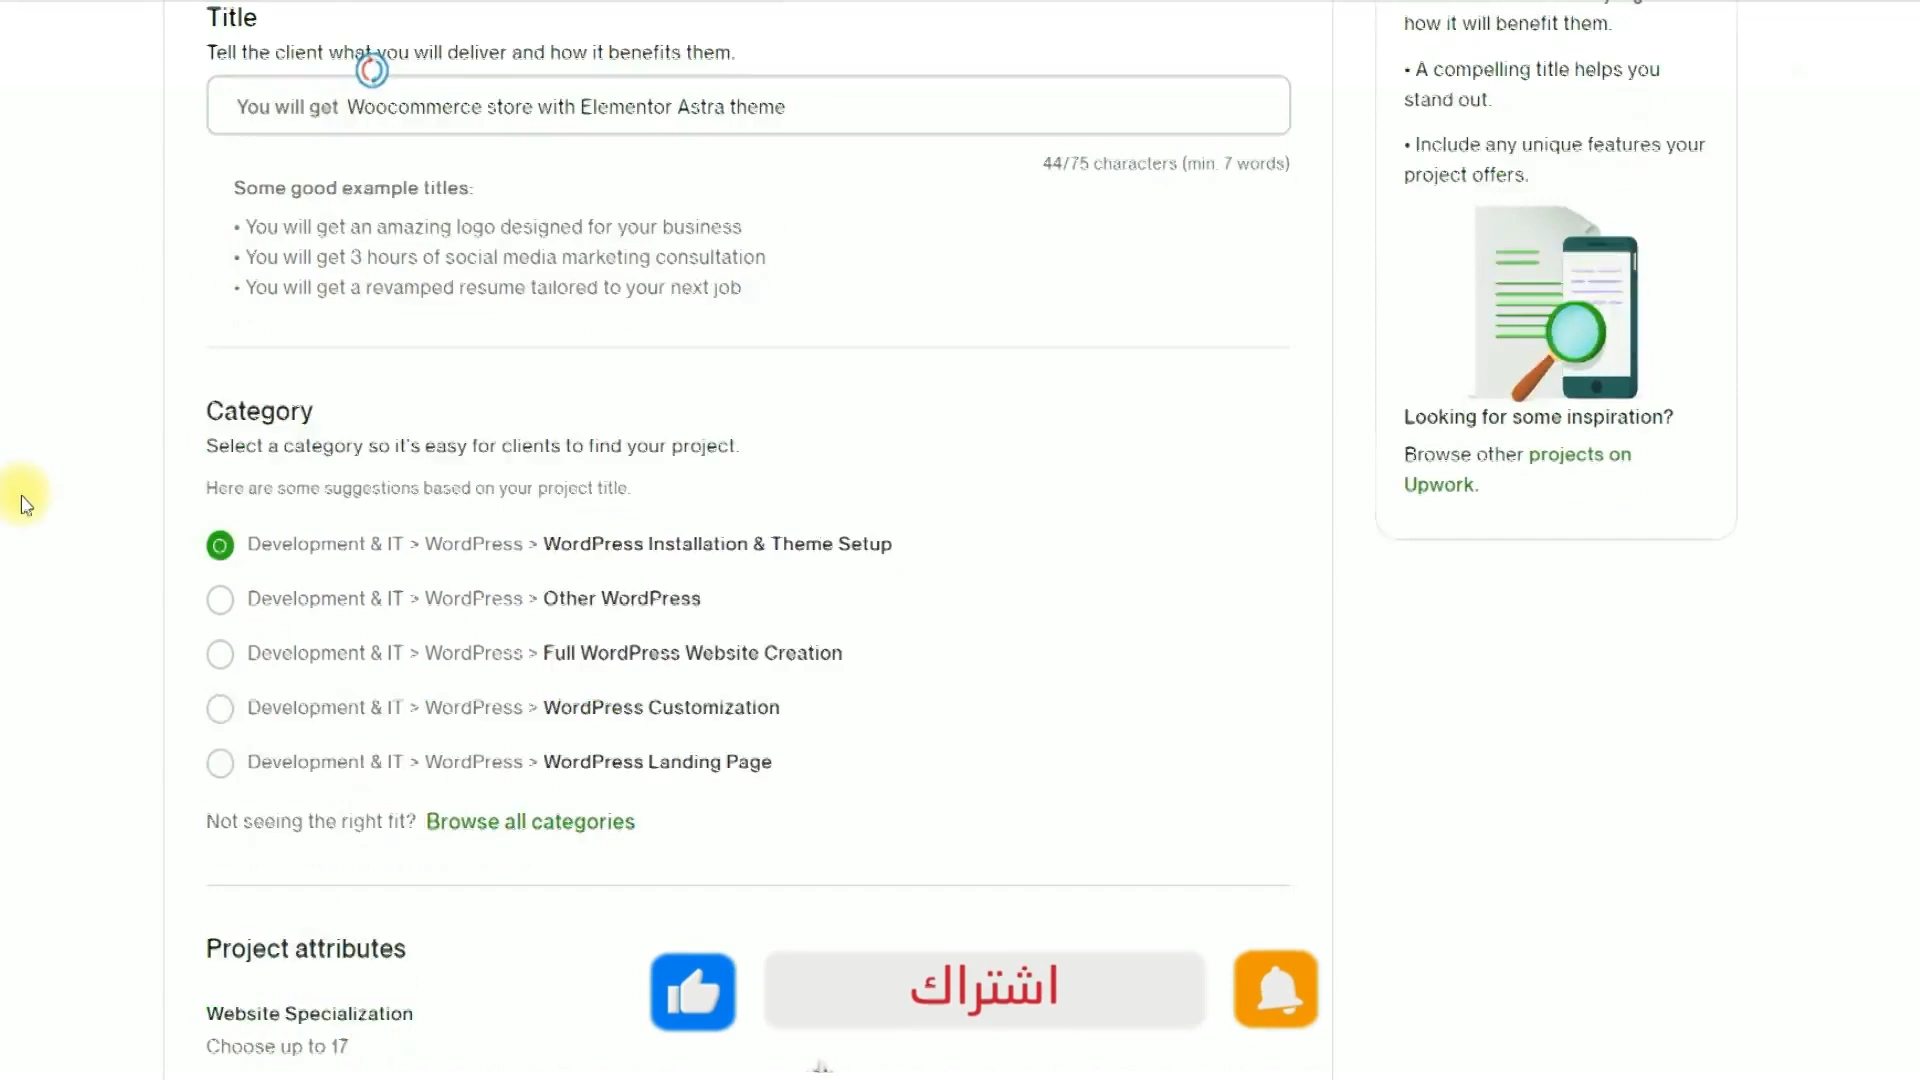 Title
Tell the client what you will deliver and how it benefits them.
You will get Woocommerce store with Elementor Astra theme
44/75 characters (min. 7 words)
Some good example titles:
• You will get an amazing logo designed for your business
• You will get 3 hours of social media marketing consultation
• You will get a revamped resume tailored to your next job
Category
Select a category so it's easy for clients to find your project.
Here are some suggestions based on your project title.
Development & IT > WordPress > WordPress Installation & Theme Setup
Development & IT > WordPress > Other WordPress
Development & IT > WordPress > Full WordPress Website Creation
Development & IT > WordPress > WordPress Customization
Development & IT > WordPress > WordPress Landing Page
Not seeing the right fit? Browse all categories
Project attributes
Website Specialization
Choose up to 17
اشتراك
how it will benefit them.
• A compelling title helps you
stand out.
• Include any unique features your
project offers.
Looking for some inspiration?
Browse other projects on
Upwork.